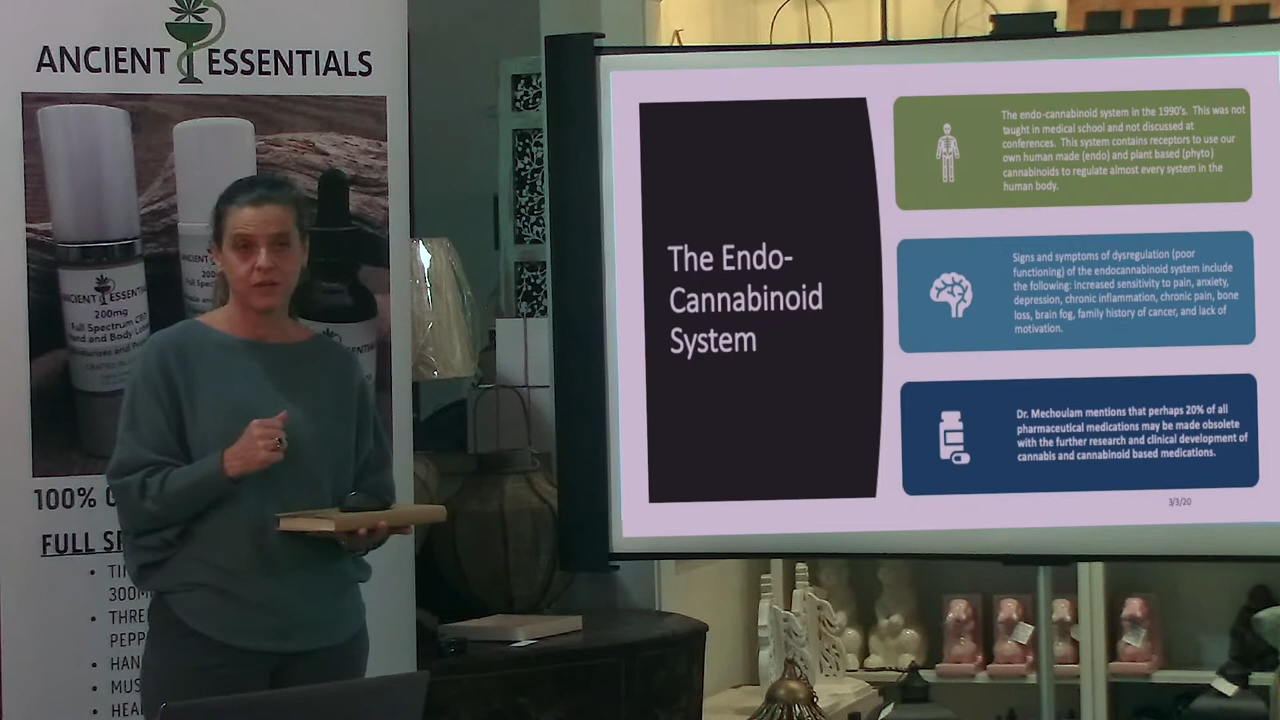 ANCIENT ESSENTIALS
ANCIENT ESSENTIALS
200mg
Full Spectrum CBD
and Body
CRAFTED
ANCIENT
200
Full Spec
100%
FULL
300M
THRE
PEPP
HAN
MUS
HEA
The Endo-
Cannabinoid
System
The endo-cannabinoid system in the 1990's. This was not
taught in medical school and not discussed at
conferences. This system contains receptors to use our
own human made (endo) and plant based (phyto)
cannabinoids to regulate almost every system in the
human body.
Signs and symptoms of dysregulation (poor
functioning) of the endocannabinoid system include
the following: increased sensitivity to pain, anxiety,
depression, chronic inflammation, chronic pain, bone
loss, brain fog, family history of cancer, and lack of
motivation.
Dr. Mechoulam mentions that perhaps 20% of all
pharmaceutical medications may be made obsolete
with the further research and clinical development of
cannabis and cannabinoid based medications.
3/3/20